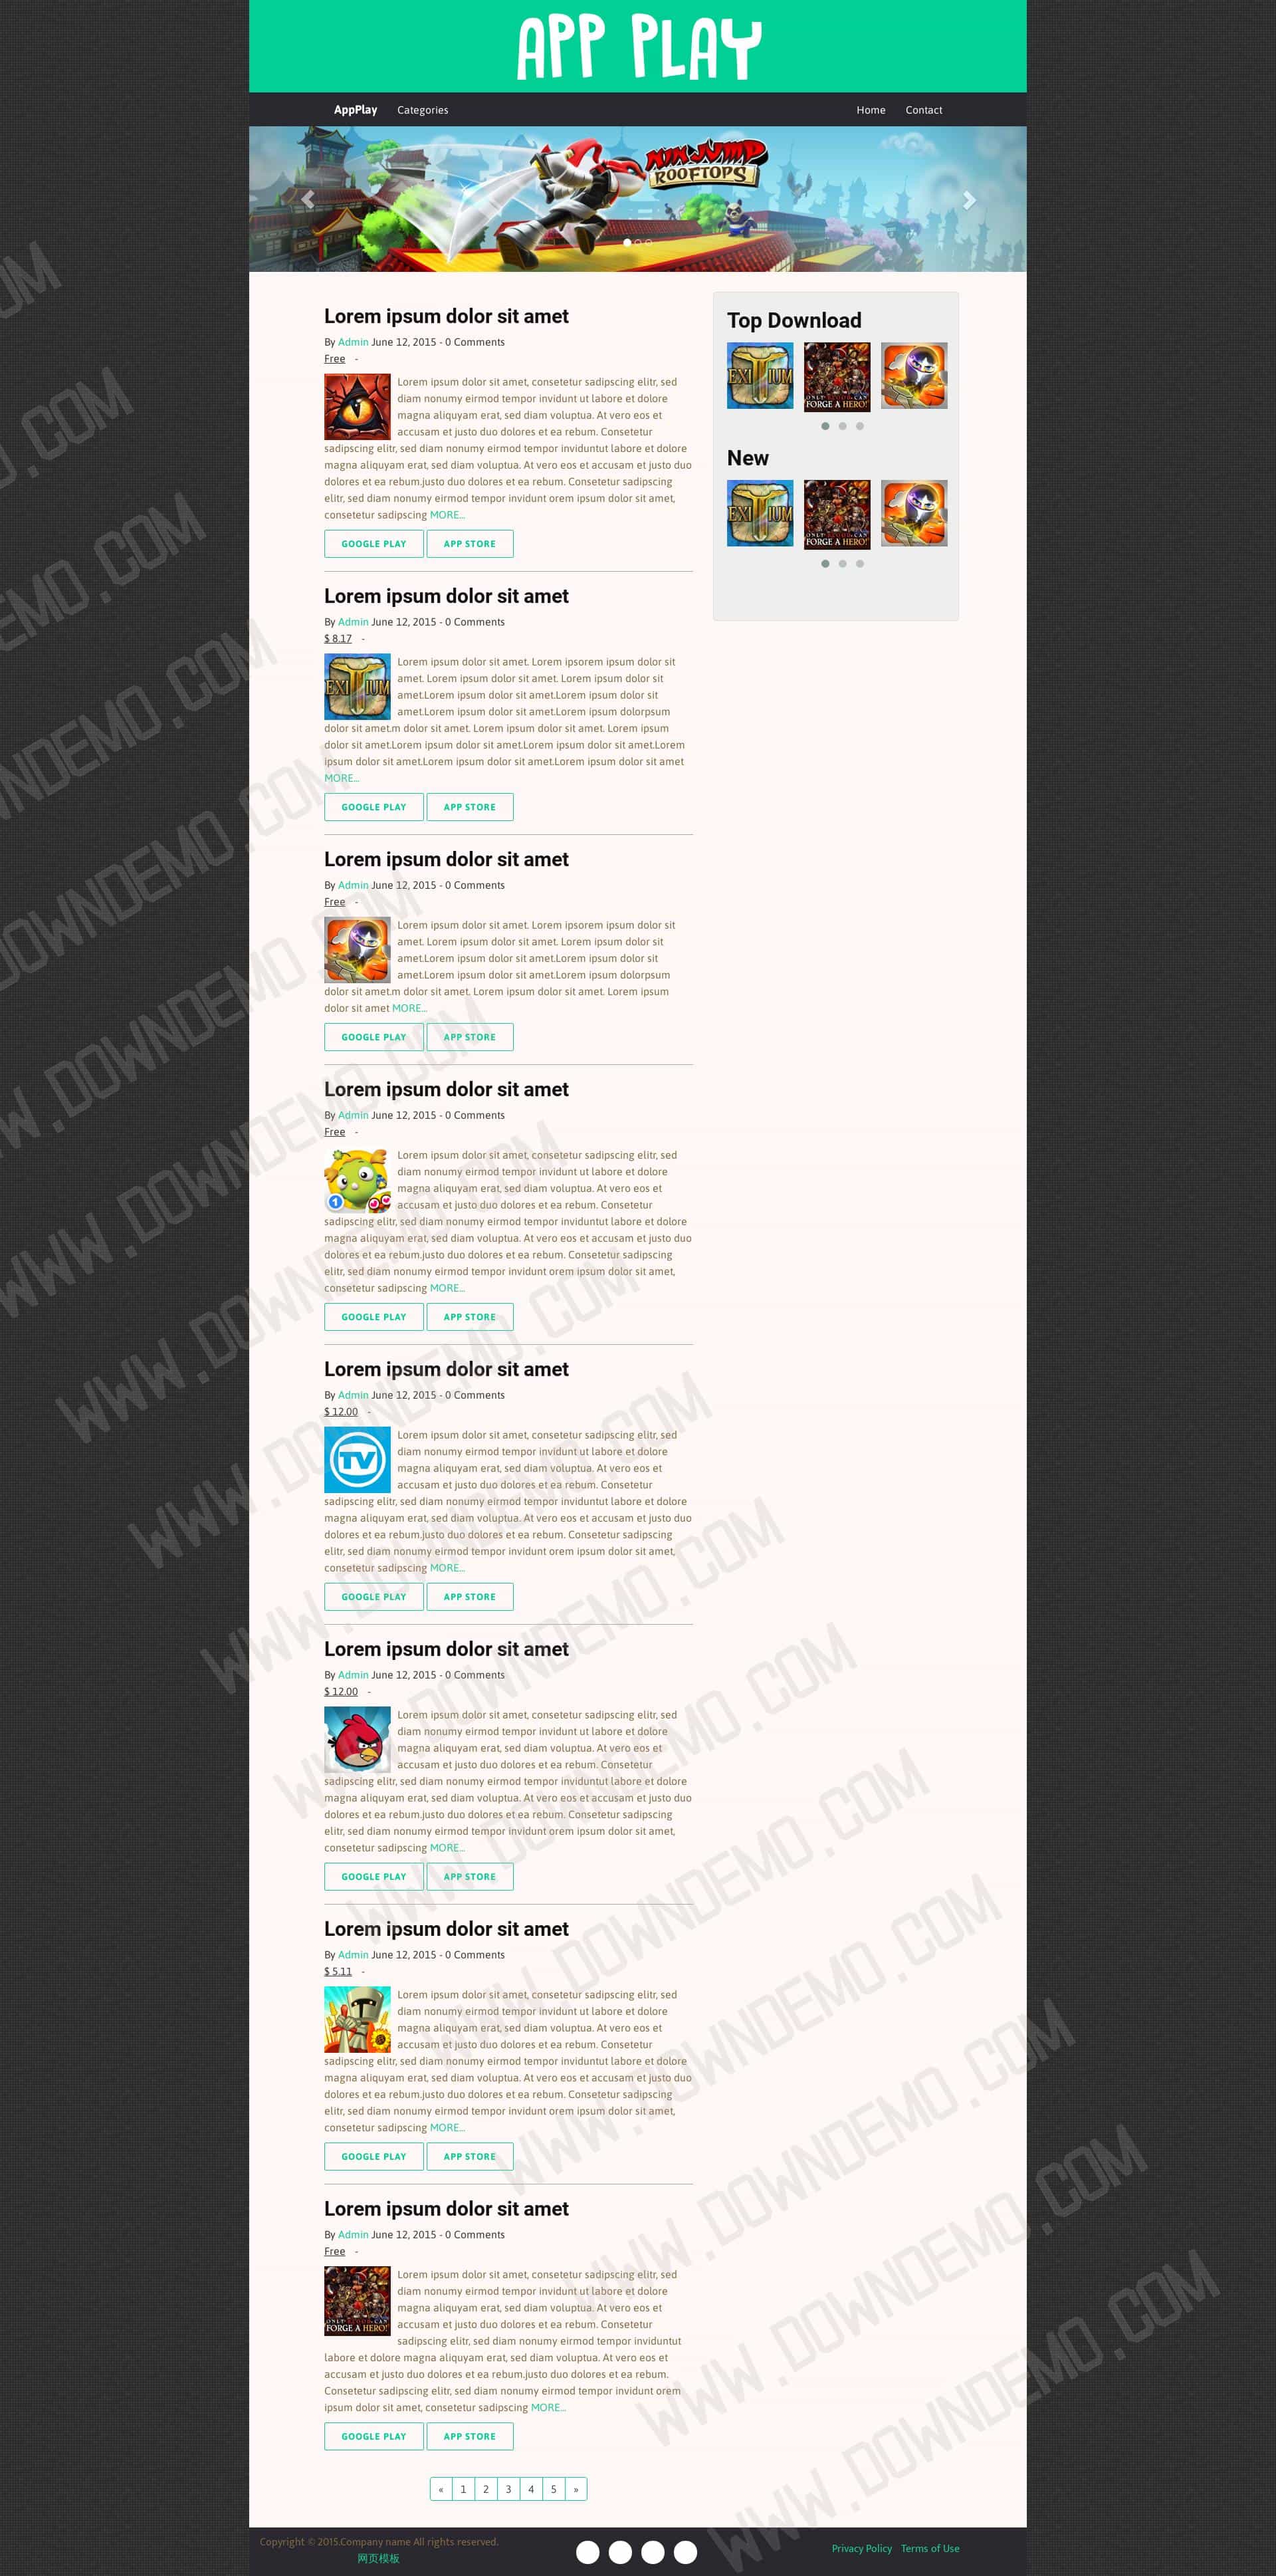 APP PLAY
AppPlay Categories Home Contact
NINJUMP
ROOFTOPS
Lorem ipsum dolor sit amet
By Admin June 12, 2015 - 0 Comments
Free -
Lorem ipsum dolor sit amet, consetetur sadipscing elitr, sed
diam nonumy eirmod tempor invidunt ut labore et dolore
magna aliquyam erat, sed diam voluptua. At vero eos et
accusam et justo duo dolores et ea rebum. Consetetur
sadipscing elitr, sed diam nonumy eirmod tempor inviduntut labore et dolore
magna aliquyam erat, sed diam voluptua. At vero eos et accusam et justo duo
dolores et ea rebum.justo duo dolores et ea rebum. Consetetur sadipscing
elitr, sed diam nonumy eirmod tempor invidunt orem ipsum dolor sit amet,
consetetur sadipscing MORE...
GOOGLE PLAY APP STORE
Lorem ipsum dolor sit amet
By Admin June 12, 2015 - 0 Comments
$ 8.17 -
EXITIUM
Lorem ipsum dolor sit amet. Lorem ipsorem ipsum dolor sit
amet. Lorem ipsum dolor sit amet. Lorem ipsum dolor sit
amet.Lorem ipsum dolor sit amet.Lorem ipsum dolor sit
amet.Lorem ipsum dolor sit amet.Lorem ipsum dolorpsum
dolor sit amet.m dolor sit amet. Lorem ipsum dolor sit amet. Lorem ipsum
dolor sit amet.Lorem ipsum dolor sit amet.Lorem ipsum dolor sit amet.Lorem
ipsum dolor sit amet.Lorem ipsum dolor sit amet.Lorem ipsum dolor sit amet
MORE...
GOOGLE PLAY APP STORE
Lorem ipsum dolor sit amet
By Admin June 12, 2015 - 0 Comments
Free -
Lorem ipsum dolor sit amet. Lorem ipsorem ipsum dolor sit
amet. Lorem ipsum dolor sit amet. Lorem ipsum dolor sit
amet.Lorem ipsum dolor sit amet.Lorem ipsum dolor sit
amet.Lorem ipsum dolor sit amet.Lorem ipsum dolorpsum
dolor sit amet.m dolor sit amet. Lorem ipsum dolor sit amet. Lorem ipsum
dolor sit amet MORE...
GOOGLE PLAY APP STORE
Lorem ipsum dolor sit amet
By Admin June 12, 2015 - 0 Comments
Free -
1
Lorem ipsum dolor sit amet, consetetur sadipscing elitr, sed
diam nonumy eirmod tempor invidunt ut labore et dolore
magna aliquyam erat, sed diam voluptua. At vero eos et
accusam et justo duo dolores et ea rebum. Consetetur
sadipscing elitr, sed diam nonumy eirmod tempor inviduntut labore et dolore
magna aliquyam erat, sed diam voluptua. At vero eos et accusam et justo duo
dolores et ea rebum.justo duo dolores et ea rebum. Consetetur sadipscing
elitr, sed diam nonumy eirmod tempor invidunt orem ipsum dolor sit amet,
consetetur sadipscing MORE...
GOOGLE PLAY APP STORE
Lorem ipsum dolor sit amet
By Admin June 12, 2015 - 0 Comments
$ 12.00 -
TV
Lorem ipsum dolor sit amet, consetetur sadipscing elitr, sed
diam nonumy eirmod tempor invidunt ut labore et dolore
magna aliquyam erat, sed diam voluptua. At vero eos et
accusam et justo duo dolores et ea rebum. Consetetur
sadipscing elitr, sed diam nonumy eirmod tempor inviduntut labore et dolore
magna aliquyam erat, sed diam voluptua. At vero eos et accusam et justo duo
dolores et ea rebum.justo duo dolores et ea rebum. Consetetur sadipscing
elitr, sed diam nonumy eirmod tempor invidunt orem ipsum dolor sit amet,
consetetur sadipscing MORE...
GOOGLE PLAY APP STORE
Lorem ipsum dolor sit amet
By Admin June 12, 2015 - 0 Comments
$ 12.00 -
Lorem ipsum dolor sit amet, consetetur sadipscing elitr, sed
diam nonumy eirmod tempor invidunt ut labore et dolore
magna aliquyam erat, sed diam voluptua. At vero eos et
accusam et justo duo dolores et ea rebum. Consetetur
sadipscing elitr, sed diam nonumy eirmod tempor inviduntut labore et dolore
magna aliquyam erat, sed diam voluptua. At vero eos et accusam et justo duo
dolores et ea rebum.justo duo dolores et ea rebum. Consetetur sadipscing
elitr, sed diam nonumy eirmod tempor invidunt orem ipsum dolor sit amet,
consetetur sadipscing MORE...
GOOGLE PLAY APP STORE
Lorem ipsum dolor sit amet
By Admin June 12, 2015 - 0 Comments
$ 5.11 -
Lorem ipsum dolor sit amet, consetetur sadipscing elitr, sed
diam nonumy eirmod tempor invidunt ut labore et dolore
magna aliquyam erat, sed diam voluptua. At vero eos et
accusam et justo duo dolores et ea rebum. Consetetur
sadipscing elitr, sed diam nonumy eirmod tempor inviduntut labore et dolore
magna aliquyam erat, sed diam voluptua. At vero eos et accusam et justo duo
dolores et ea rebum.justo duo dolores et ea rebum. Consetetur sadipscing
elitr, sed diam nonumy eirmod tempor invidunt orem ipsum dolor sit amet,
consetetur sadipscing MORE...
GOOGLE PLAY APP STORE
Lorem ipsum dolor sit amet
By Admin June 12, 2015 - 0 Comments
Free -
ONLY BLOOD CAN
FORGE A HERO!
Lorem ipsum dolor sit amet, consetetur sadipscing elitr, sed
diam nonumy eirmod tempor invidunt ut labore et dolore
magna aliquyam erat, sed diam voluptua. At vero eos et
accusam et justo duo dolores et ea rebum. Consetetur
sadipscing elitr, sed diam nonumy eirmod tempor inviduntut
labore et dolore magna aliquyam erat, sed diam voluptua. At vero eos et
accusam et justo duo dolores et ea rebum.justo duo dolores et ea rebum.
Consetetur sadipscing elitr, sed diam nonumy eirmod tempor invidunt orem
ipsum dolor sit amet, consetetur sadipscing MORE...
GOOGLE PLAY APP STORE
« 1 2 3 4 5 »
Top Download
EXITIUM
ONLY BLOOD CAN
FORGE A HERO!
New
EXITIUM
ONLY BLOOD CAN
FORGE A HERO!
Copyright © 2015.Company name All rights reserved.
网页模板
Privacy Policy Terms of Use
WWW.DOWNDEMO.COM